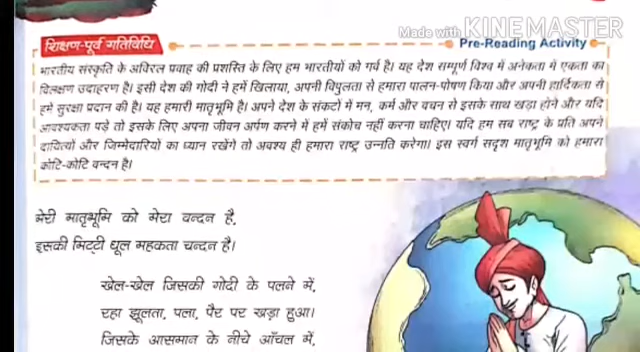 Made with KINEMASTER
शिक्षण-पूर्व गतिविधि
Pre-Reading Activity
भारतीय संस्कृति के अविरल प्रवाह की प्रशस्ति के लिए हम भारतीयों को गर्व है। यह देश सम्पूर्ण विश्व में अनेकता में एकता का
विलक्षण उदाहरण है। इसी देश की गोदी ने हमें खिलाया, अपनी विपुलता से हमारा पालन-पोषण किया और अपनी हार्दिकता से
हमें सुरक्षा प्रदान की है। यह हमारी मातृभूमि है। अपने देश के संकटों में मन, कर्म और वचन से इसके साथ खड़ा होने और यदि
आवश्यकता पड़े तो इसके लिए अपना जीवन अर्पण करने में हमें संकोच नहीं करना चाहिए। यदि हम सब राष्ट्र के प्रति अपने
दायित्यों और जिम्मेदारियों का ध्यान रखेंगे तो अवश्य ही हमारा राष्ट्र उन्नति करेगा। इस स्वर्ग सदृश मातृभूमि को हमारा
कोटि-कोटि वन्दन है।
मेरी मातृभूमि को मेरा वन्दन है,
इसकी मिट्टी धूल महकता चन्दन है।
खेल-खेल जिसकी गोदी के पलने में,
रहा झूलता, पला, पैर पर खड़ा हुआ।
जिसके आसमान के नीचे आँचल में,